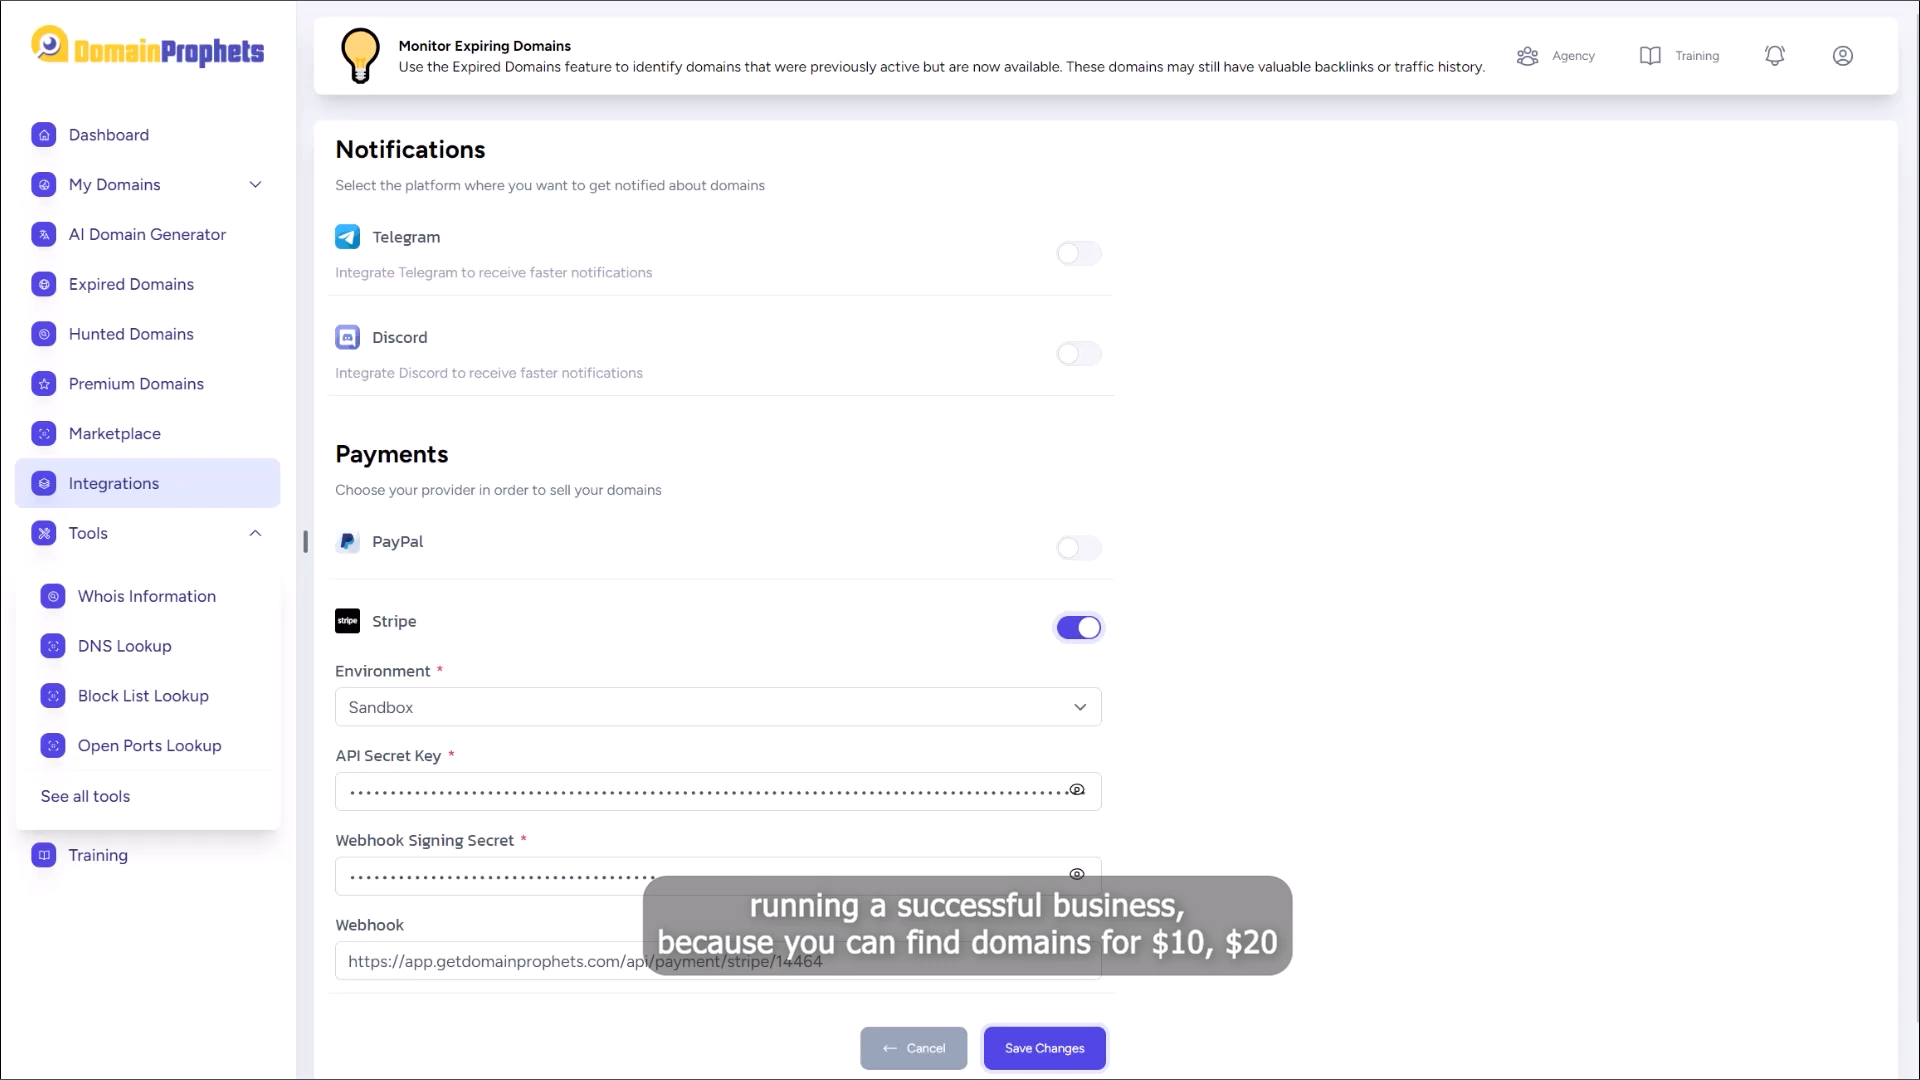 DomainProphets
Monitor Expiring Domains
Use the Expired Domains feature to identify domains that were previously active but are now available. These domains may still have valuable backlinks or traffic history.
Agency
Training
Dashboard
My Domains
AI Domain Generator
Expired Domains
Hunted Domains
Premium Domains
Marketplace
Integrations
Tools
Whois Information
DNS Lookup
Block List Lookup
Open Ports Lookup
See all tools
Training
Notifications
Select the platform where you want to get notified about domains
Telegram
Integrate Telegram to receive faster notifications
Discord
Integrate Discord to receive faster notifications
Payments
Choose your provider in order to sell your domains
PayPal
stripe
Stripe
Environment *
Sandbox
API Secret Key *
Webhook Signing Secret *
Webhook
https://app.getdomainprophets.com/api/payment/stripe/14464
running a successful business,
because you can find domains for $10, $20
← Cancel
Save Changes